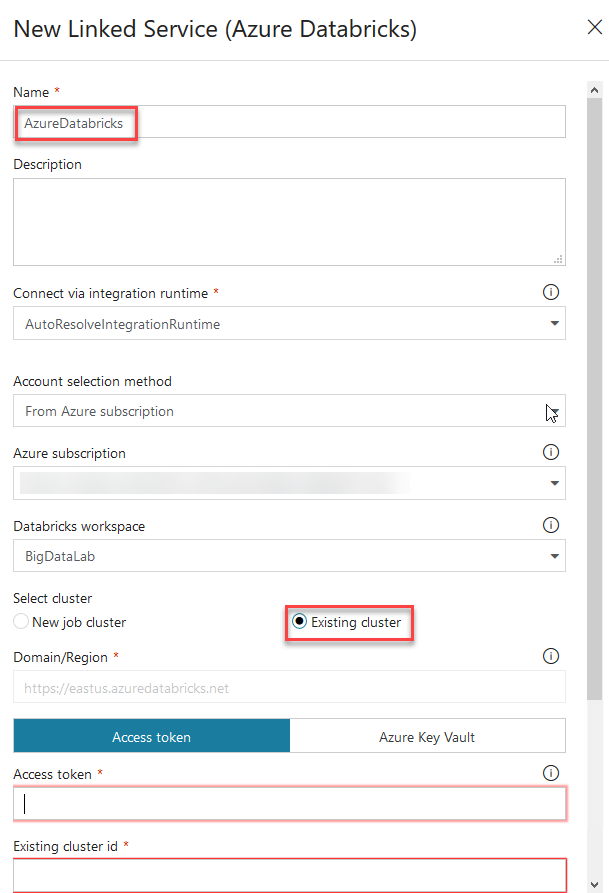 New Linked Service (Azure Databricks)
Name *
AzureDatabricks
Description
Connect via integration runtime *
AutoResolveIntegrationRuntime
Account selection method
From Azure subscription
Azure subscription
Databricks workspace
BigDataLab
Select cluster
New job cluster Existing cluster
Domain/Region *
https://eastus.azuredatabricks.net
Access token Azure Key Vault
Access token *
Existing cluster id *